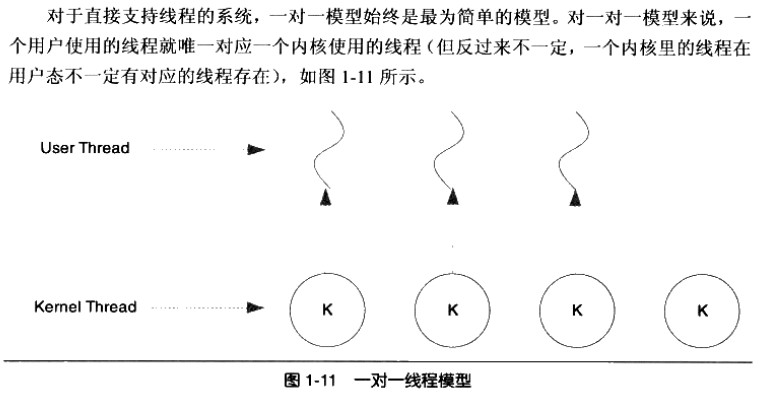 对于直接支持线程的系统，一对一模型始终是最为简单的模型。对一对一模型来说，一
个用户使用的线程就唯一对应一个内核使用的线程（但反过来不一定，一个内核里的线程在
用户态不一定有对应的线程存在），如图 1-11 所示。
User Thread
Kernel Thread
K
K
K
K
图 1-11 一对一线程模型